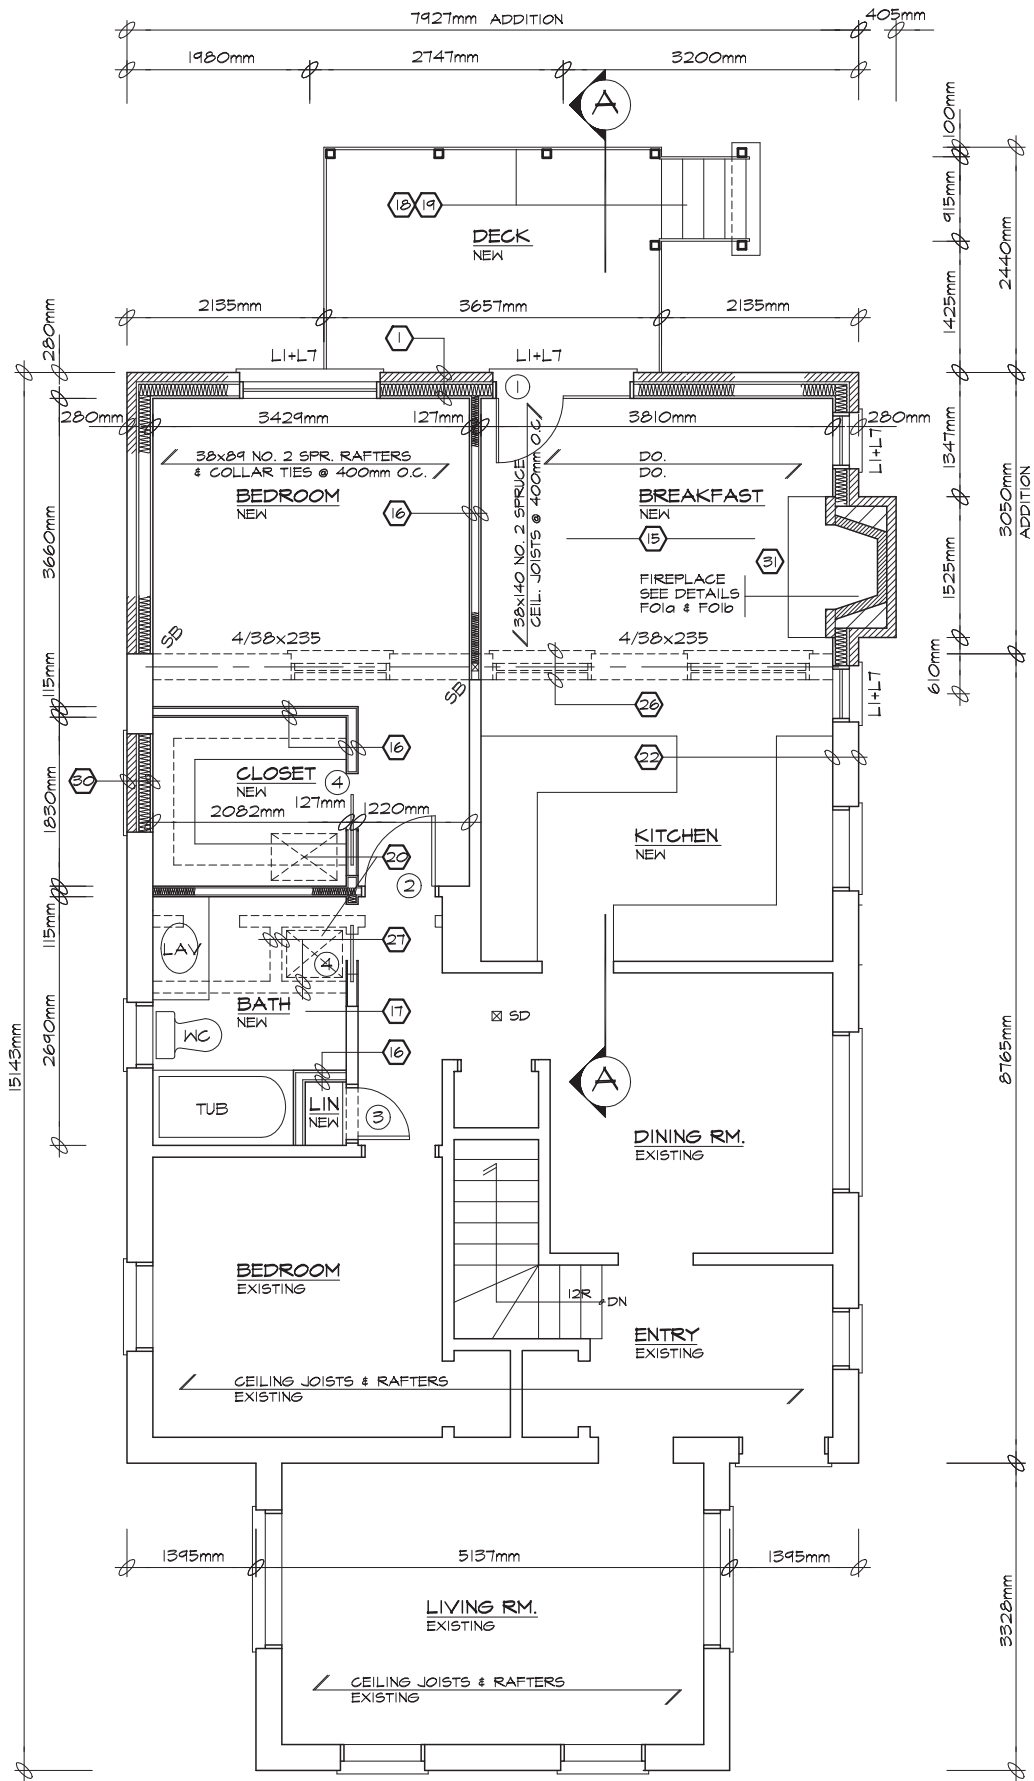 7927mm ADDITION
405mm
1980mm
2747mm
3200mm
A
100mm
915mm
2440mm
1425mm
18
19
DECK
NEW
2135mm
3657mm
2135mm
280mm
1
L1+L7
L1+L7
1
280mm
3429mm
127mm
3810mm
280mm
1347mm
L1+L7
38x89 NO. 2 SPR. RAFTERS
& COLLAR TIES @ 400mm O.C.
DO.
DO.
BEDROOM
NEW
16
38x140 NO. 2 SPRUCE
CEIL. JOISTS @ 400mm O.C.
BREAKFAST
NEW
15
31
3050mm
ADDITION
3660mm
1525mm
FIREPLACE
SEE DETAILS
F01a & F01b
SB
4/38x235
4/38x235
610mm
115mm
SB
26
L1+L7
16
22
CLOSET
NEW
4
30
1830mm
2082mm
127mm
1220mm
KITCHEN
NEW
20
2
115mm
LAV
27
4
BATH
NEW
17
SD
WC
16
2690mm
15143mm
8765mm
A
TUB
LIN
NEW
3
DINING RM.
EXISTING
BEDROOM
EXISTING
12R
DN
ENTRY
EXISTING
CEILING JOISTS & RAFTERS
EXISTING
1395mm
5137mm
1395mm
LIVING RM.
EXISTING
3328mm
CEILING JOISTS & RAFTERS
EXISTING